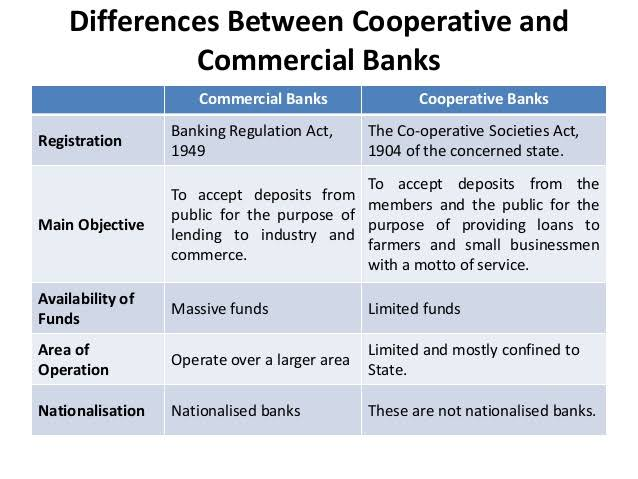 Differences Between Cooperative and
Commercial Banks
Commercial Banks
Cooperative Banks
Registration
Banking Regulation Act,
1949
The Co-operative Societies Act,
1904 of the concerned state.
Main Objective
To accept deposits from
public for the purpose of
lending to industry and
commerce.
To accept deposits from the
members and the public for the
purpose of providing loans to
farmers and small businessmen
with a motto of service.
Availability of
Funds
Massive funds
Limited funds
Area of
Operation
Operate over a larger area
Limited and mostly confined to
State.
Nationalisation
Nationalised banks
These are not nationalised banks.